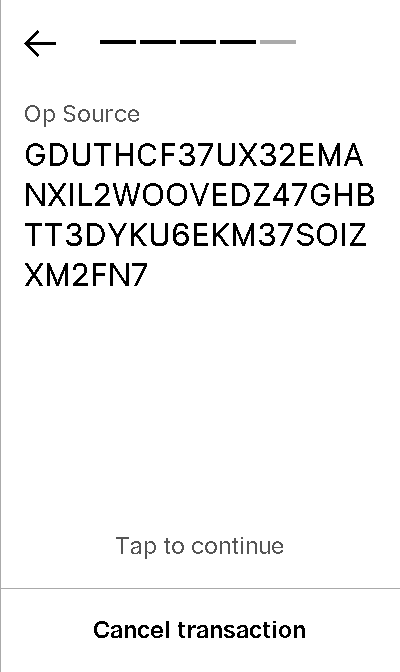 Op Source
GDUTHCF37UX32EMA
NXIL2WOOVEDZ47GHB
TT3DYKU6EKM37SOIZ
XM2FN7
Tap to continue
Cancel transaction